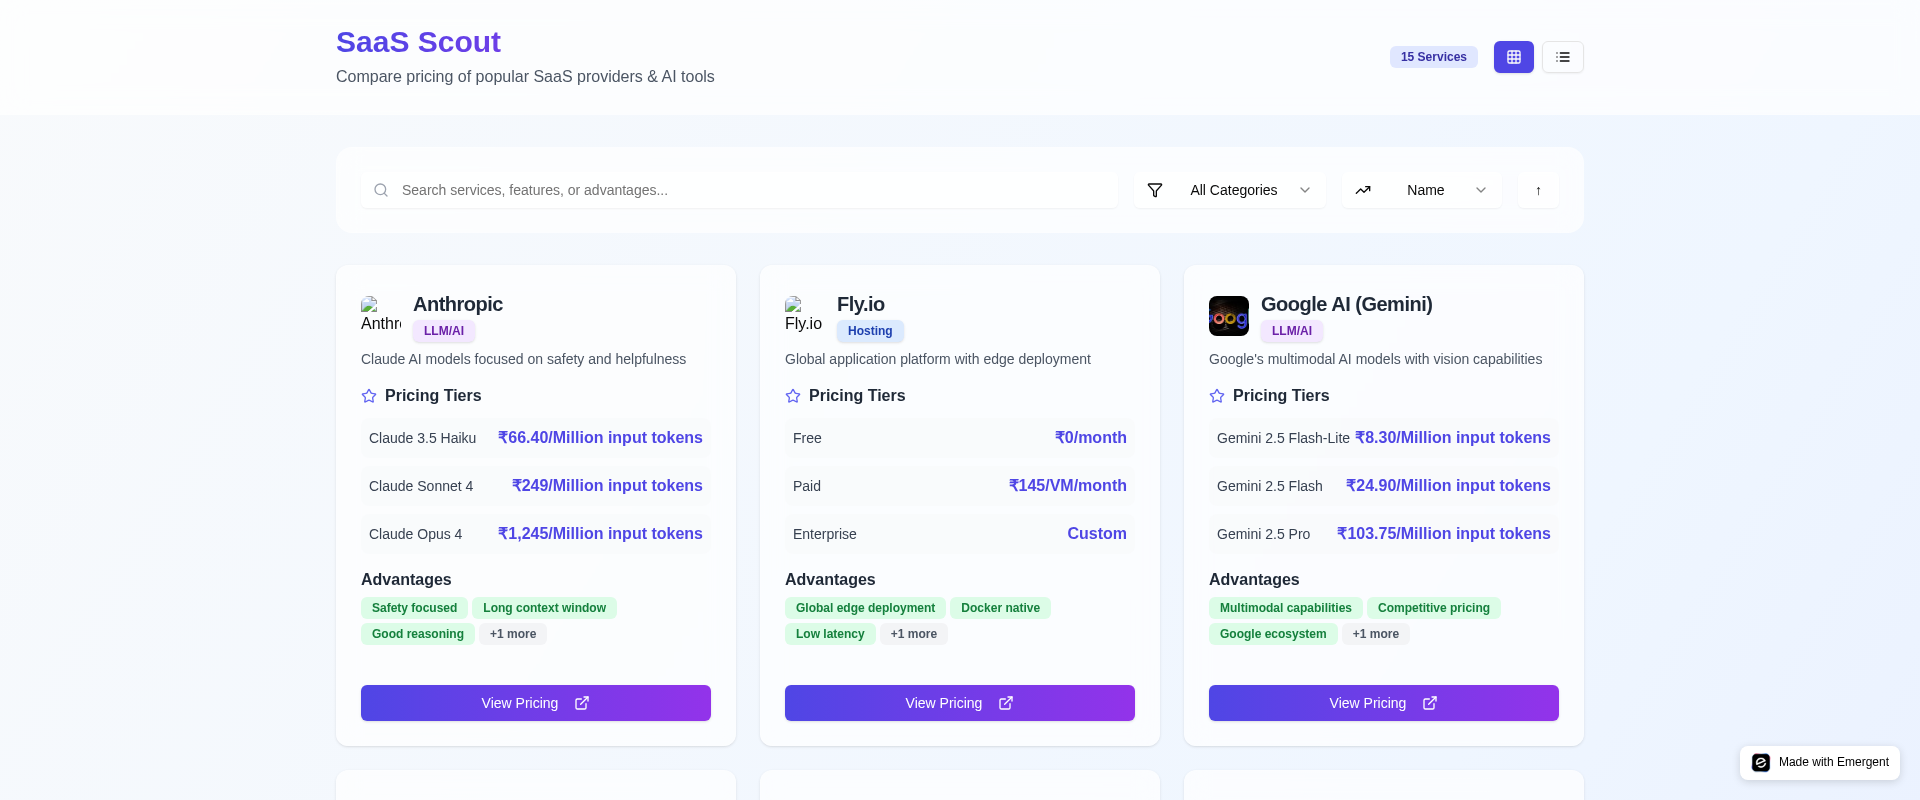 SaaS Scout
Compare pricing of popular SaaS providers & AI tools
15 Services
Search services, features, or advantages...
All Categories
Name
↑
Anthropic
LLM/AI
Claude AI models focused on safety and helpfulness
Pricing Tiers
Claude 3.5 Haiku ₹66.40/Million input tokens
Claude Sonnet 4 ₹249/Million input tokens
Claude Opus 4 ₹1,245/Million input tokens
Advantages
Safety focused Long context window
Good reasoning +1 more
View Pricing
Fly.io
Fly.io
Hosting
Global application platform with edge deployment
Pricing Tiers
Free ₹0/month
Paid ₹145/VM/month
Enterprise Custom
Advantages
Global edge deployment Docker native
Low latency +1 more
View Pricing
Google AI (Gemini)
LLM/AI
Google's multimodal AI models with vision capabilities
Pricing Tiers
Gemini 2.5 Flash-Lite ₹8.30/Million input tokens
Gemini 2.5 Flash ₹24.90/Million input tokens
Gemini 2.5 Pro ₹103.75/Million input tokens
Advantages
Multimodal capabilities Competitive pricing
Google ecosystem +1 more
View Pricing
Made with Emergent